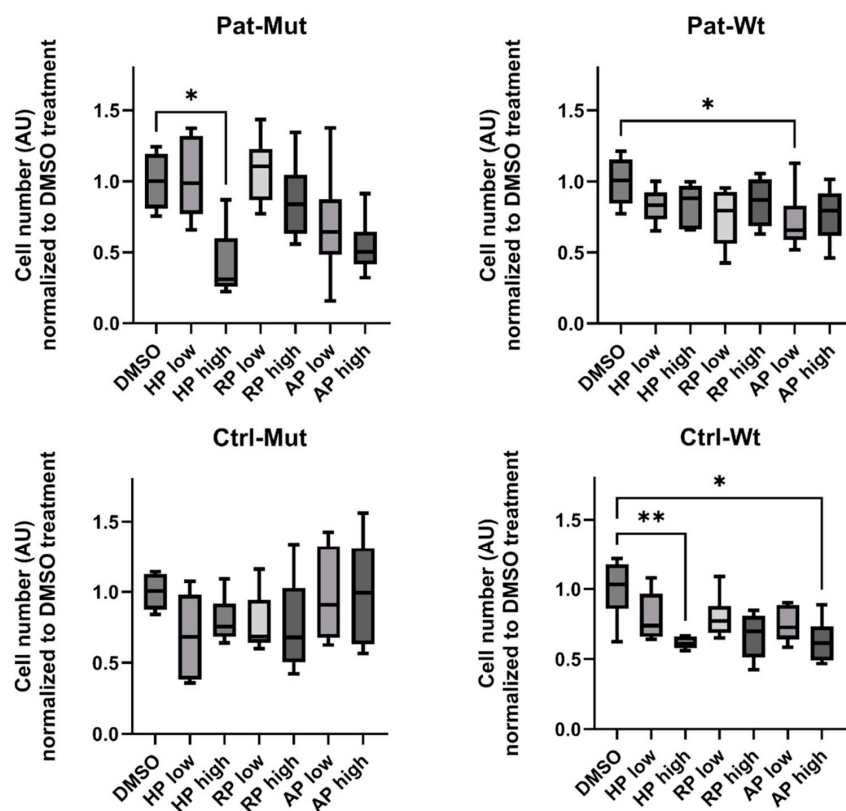 Pat-Mut
Cell number (AU)
normalized to DMSO treatment
1.5
1.0
0.5
0.0
*
DMSO
HP low
HP high
RP low
RP high
AP low
AP high
Pat-Wt
Cell number (AU)
normalized to DMSO treatment
1.5
1.0
0.5
0.0
*
DMSO
HP low
HP high
RP low
RP high
AP low
AP high
Ctrl-Mut
Cell number (AU)
normalized to DMSO treatment
1.5
1.0
0.5
0.0
DMSO
HP low
HP high
RP low
RP high
AP low
AP high
Ctrl-Wt
Cell number (AU)
normalized to DMSO treatment
1.5
1.0
0.5
0.0
*
**
DMSO
HP low
HP high
RP low
RP high
AP low
AP high